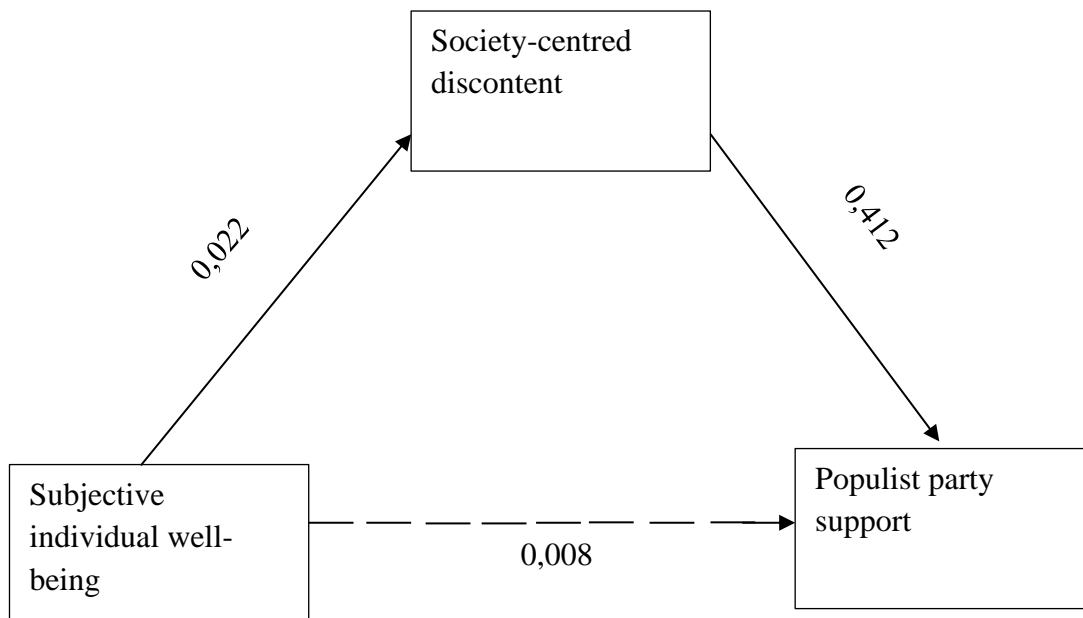 Society-centred
discontent
0,022
0,412
Subjective
individual well-
being
0,008
Populist party
support